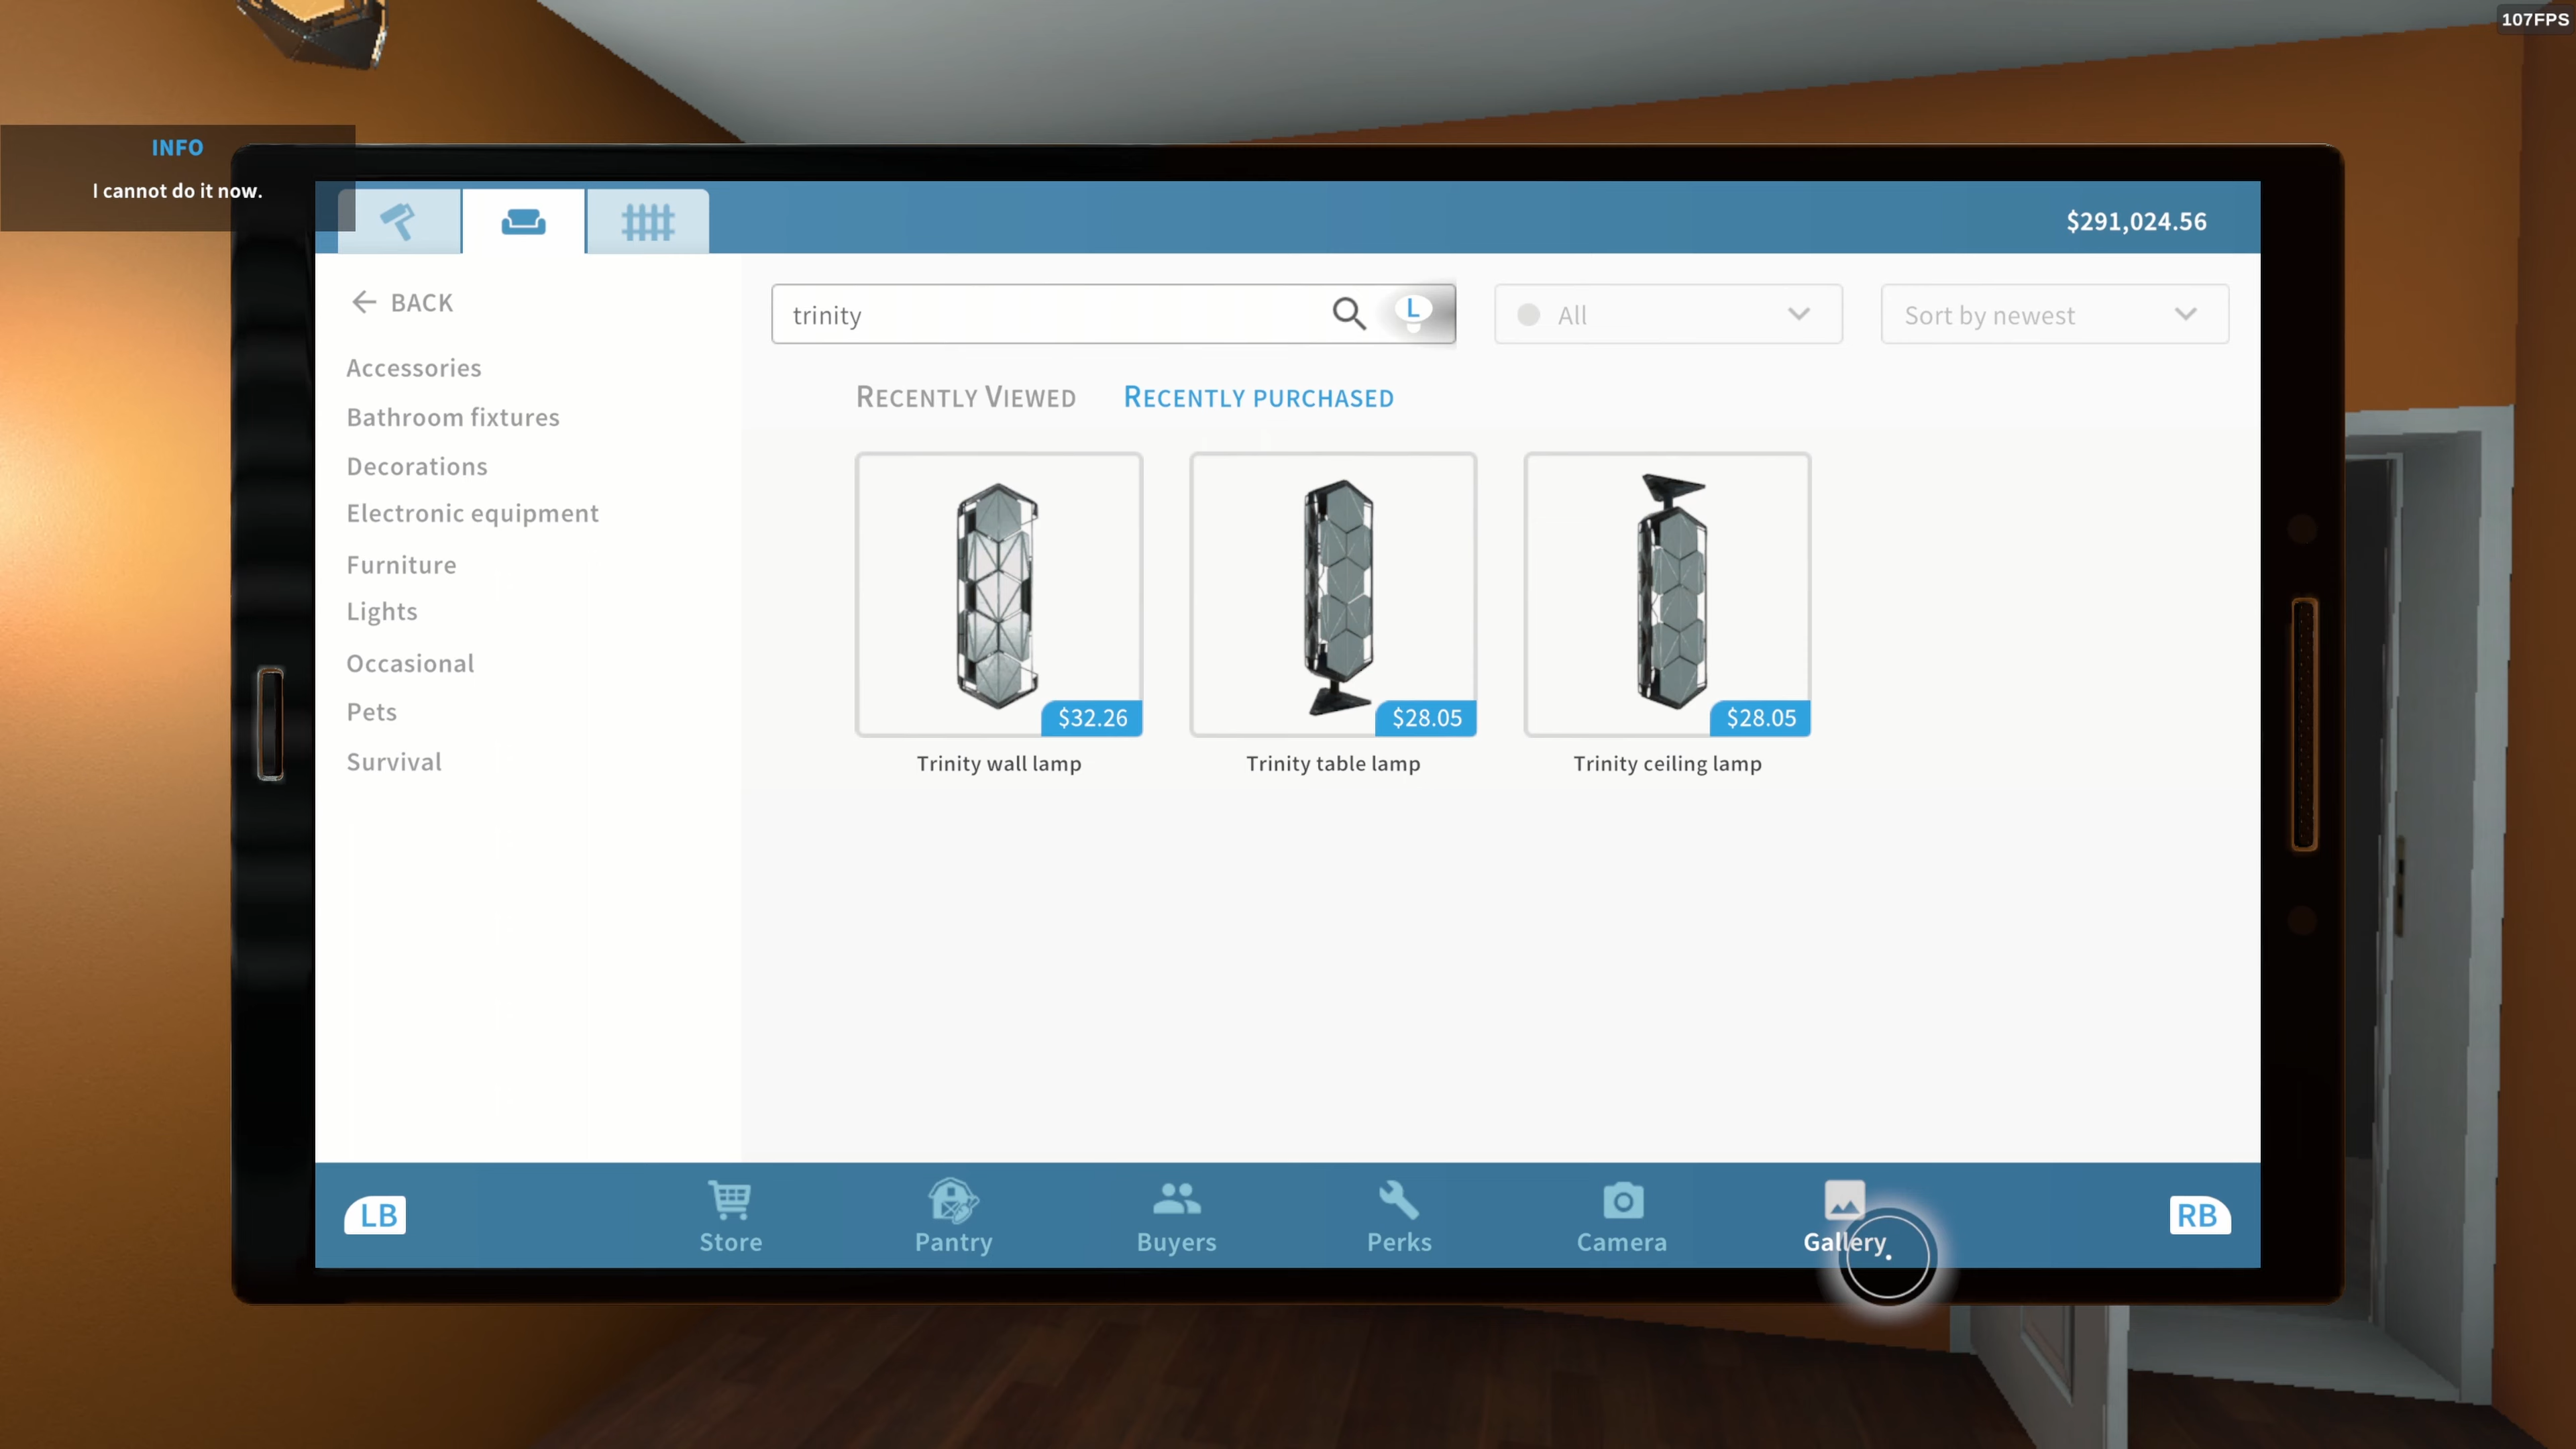 107FPS
INFO
I cannot do it now.
$291,024.56
BACK
Accessories
Bathroom fixtures
Decorations
Electronic equipment
Furniture
Lights
Occasional
Pets
Survival
trinity
L
All
Sort by newest
RECENTLY VIEWED
RECENTLY PURCHASED
$32.26
$28.05
$28.05
Trinity wall lamp
Trinity table lamp
Trinity ceiling lamp
LB
Store
Pantry
Buyers
Perks
Camera
Gallery
RB